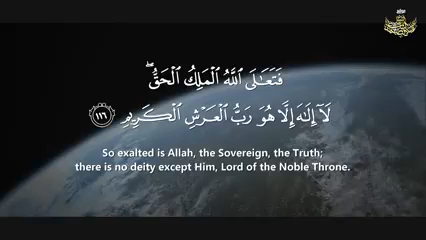 فَتَعَٰلَى ٱللَّهُ ٱلْمَلِكُ ٱلْحَقُّ ۖ
لَآ إِلَٰهَ إِلَّا هُوَ رَبُّ ٱلْعَرْشِ ٱلْكَرِيمِ ١١٦
So exalted is Allah, the Sovereign, the Truth;
there is no deity except Him, Lord of the Noble Throne.